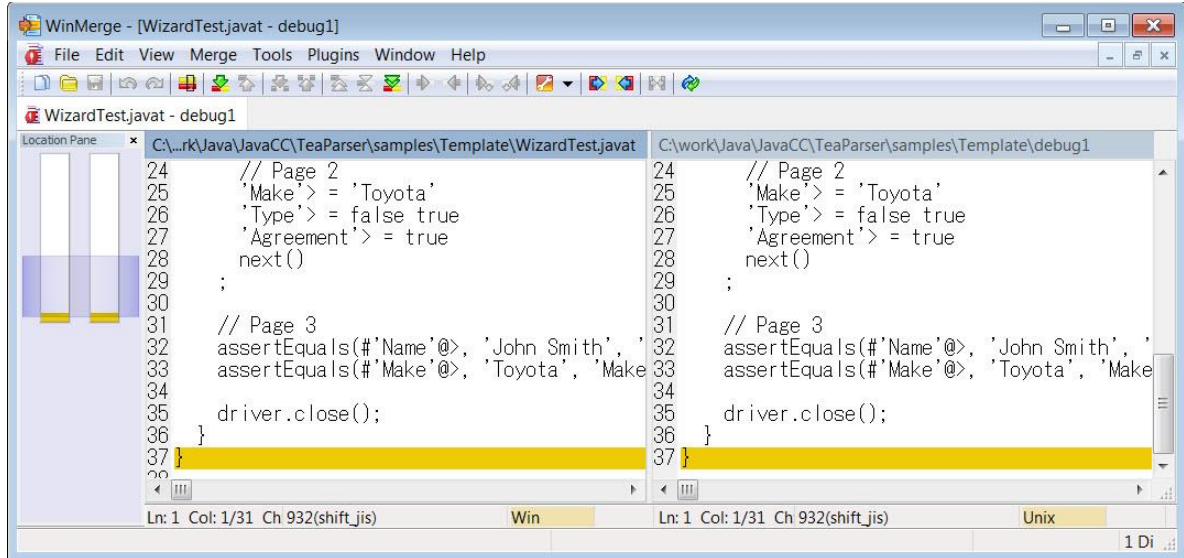 WinMerge - [WizardTest.javat - debug1]
File Edit View Merge Tools Plugins Window Help
WizardTest.javat - debug1
Location Pane
C:\...rk\Java\JavaCC\TeaParser\samples\Template\WizardTest.javat
24 // Page 2
25 'Make'> = 'Toyota'
26 'Type'> = false true
27 'Agreement'> = true
28 next()
29 ;
30
31 // Page 3
32 assertEquals(#'Name'@>, 'John Smith', '
33 assertEquals(#'Make'@>, 'Toyota', 'Make
34
35 driver.close();
36 }
37 }
Ln: 1 Col: 1/31 Ch 932(shift_jis) Win
C:\work\Java\JavaCC\TeaParser\samples\Template\debug1
24 // Page 2
25 'Make'> = 'Toyota'
26 'Type'> = false true
27 'Agreement'> = true
28 next()
29 ;
30
31 // Page 3
32 assertEquals(#'Name'@>, 'John Smith', '
33 assertEquals(#'Make'@>, 'Toyota', 'Make
34
35 driver.close();
36 }
37 }
Ln: 1 Col: 1/31 Ch 932(shift_jis) Unix
1 Di